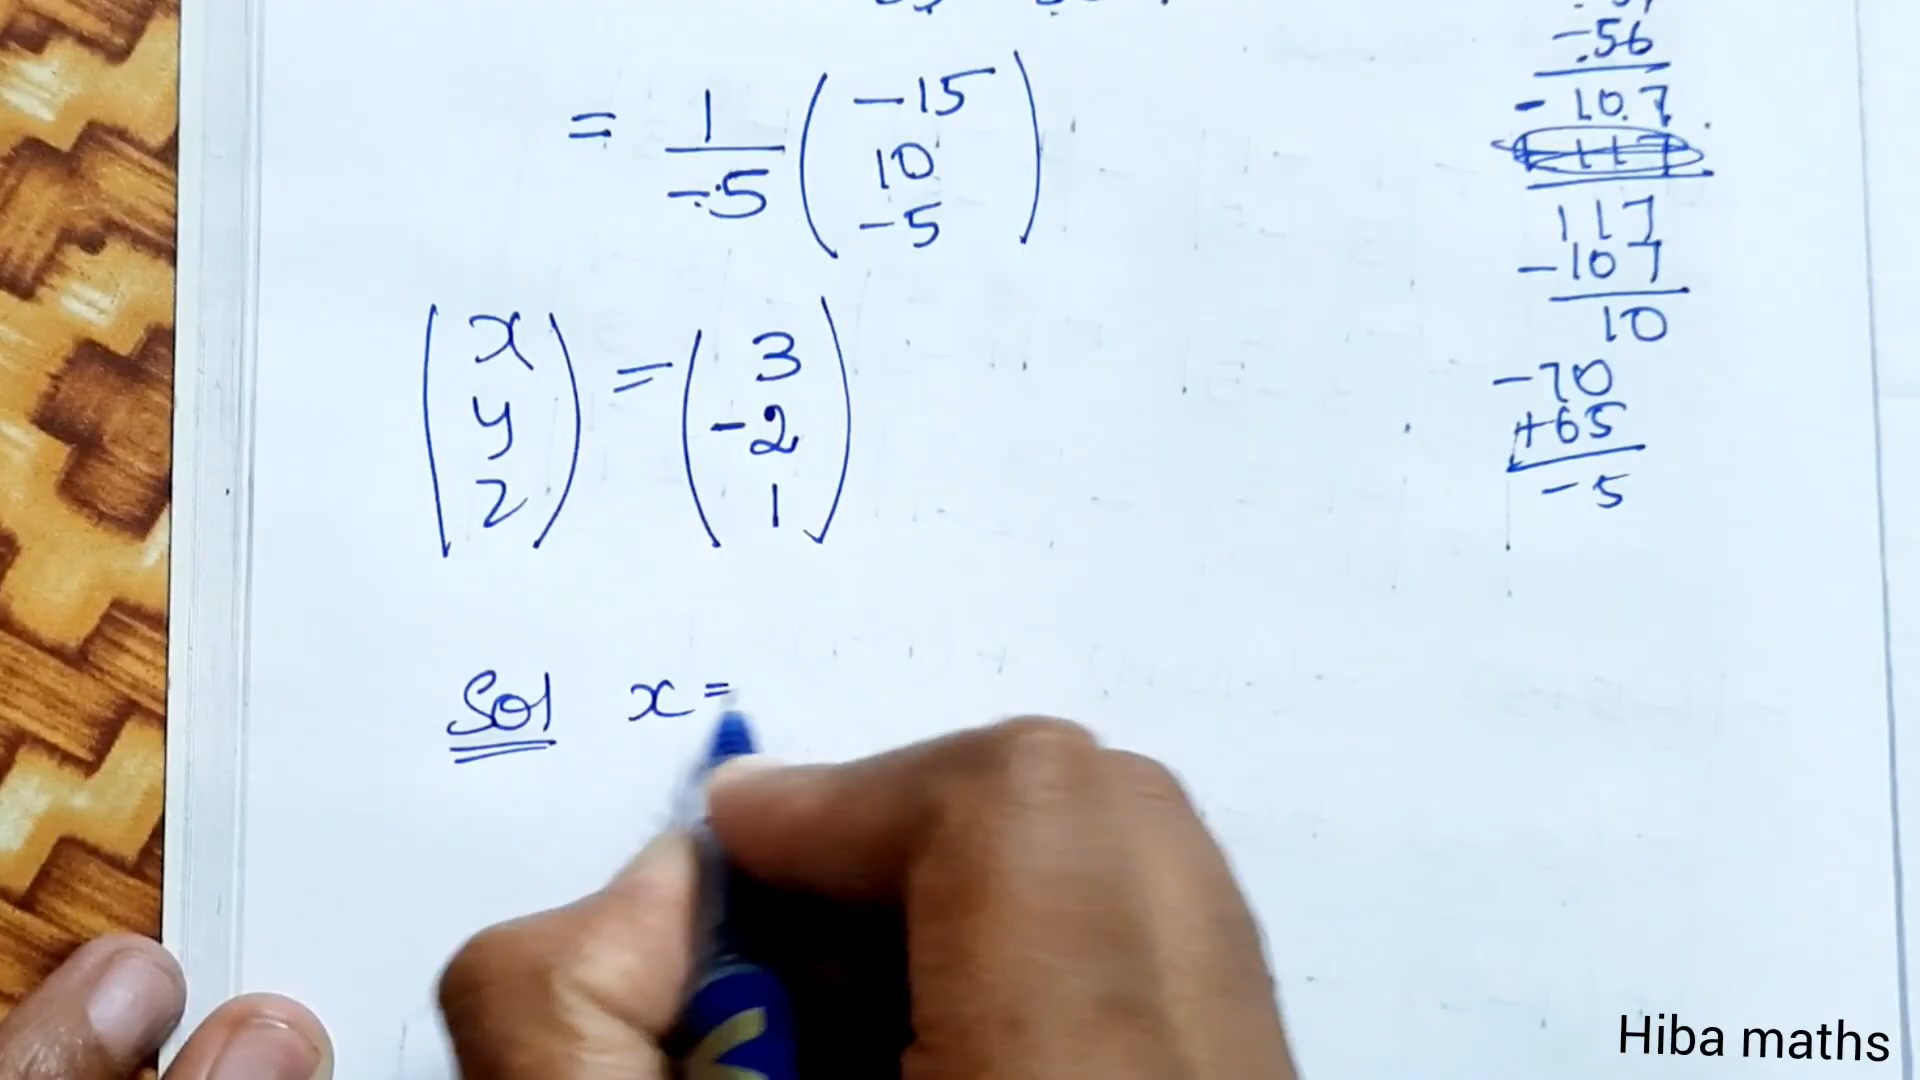 = 1/-5 ( -15
10
-5 )
( x
y
z ) = ( 3
-2
1 )
Sol x =
-56
- 107
117
-107
10
-70
+65
-5
Hiba maths